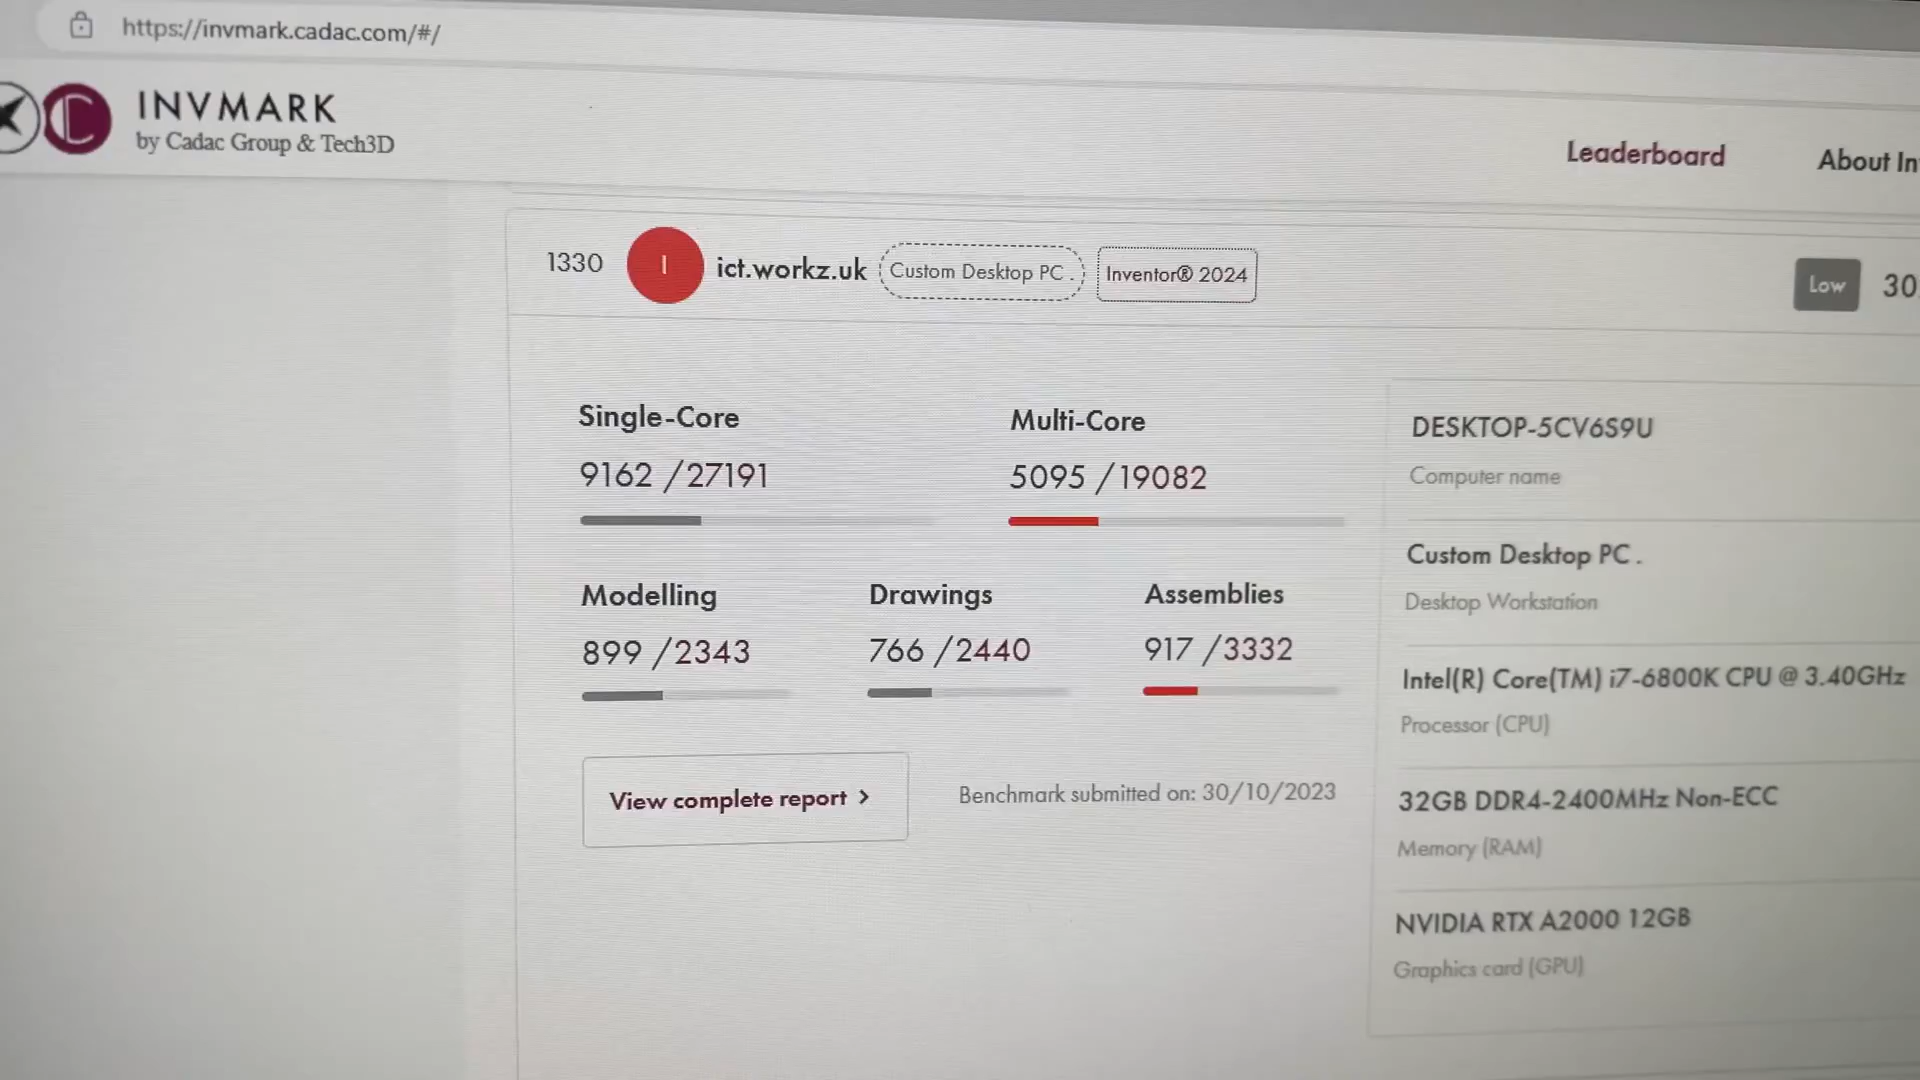 https://invmark.cadac.com/#/
INVMARK
by Cadac Group & Tech3D
Leaderboard
About In
1330
I
ict.workz.uk
Custom Desktop PC .
Inventor® 2024
Low
30
Single-Core
9162 /27191
Multi-Core
5095 /19082
Modelling
899 /2343
Drawings
766 /2440
Assemblies
917 /3332
View complete report >
Benchmark submitted on: 30/10/2023
DESKTOP-5CV6S9U
Computer name
Custom Desktop PC .
Desktop Workstation
Intel(R) Core(TM) i7-6800K CPU @ 3.40GHz
Processor (CPU)
32GB DDR4-2400MHz Non-ECC
Memory (RAM)
NVIDIA RTX A2000 12GB
Graphics card (GPU)